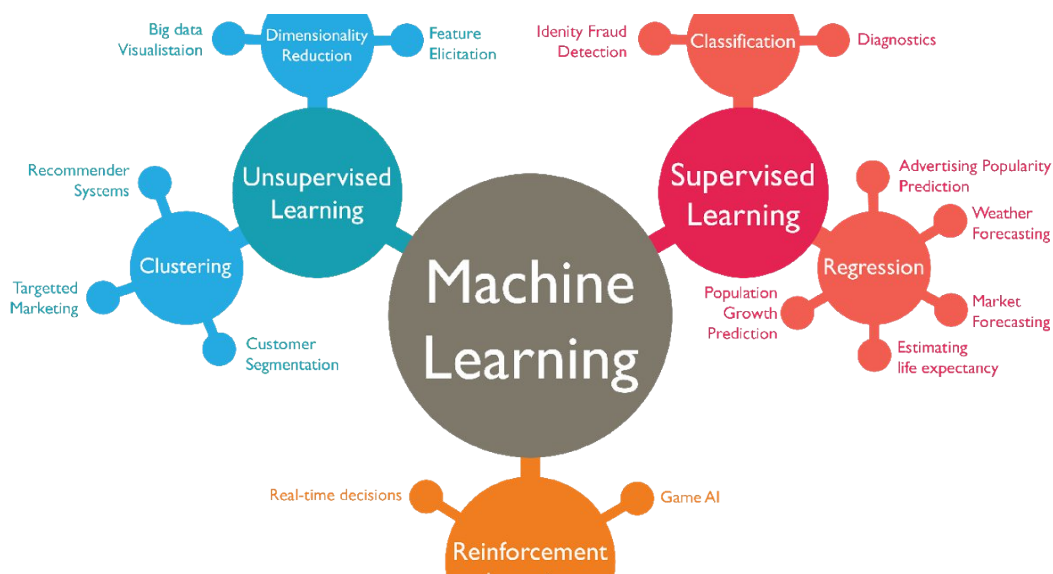 Big data
Visualistaion
Dimensionality
Reduction
Feature
Elicitation
Idenity Fraud
Detection
Classification
Diagnostics
Recommender
Systems
Unsupervised
Learning
Supervised
Learning
Advertising Popularity
Prediction
Weather
Forecasting
Clustering
Regression
Targetted
Marketing
Machine
Learning
Population
Growth
Prediction
Market
Forecasting
Customer
Segmentation
Estimating
life expectancy
Real-time decisions
Game AI
Reinforcement